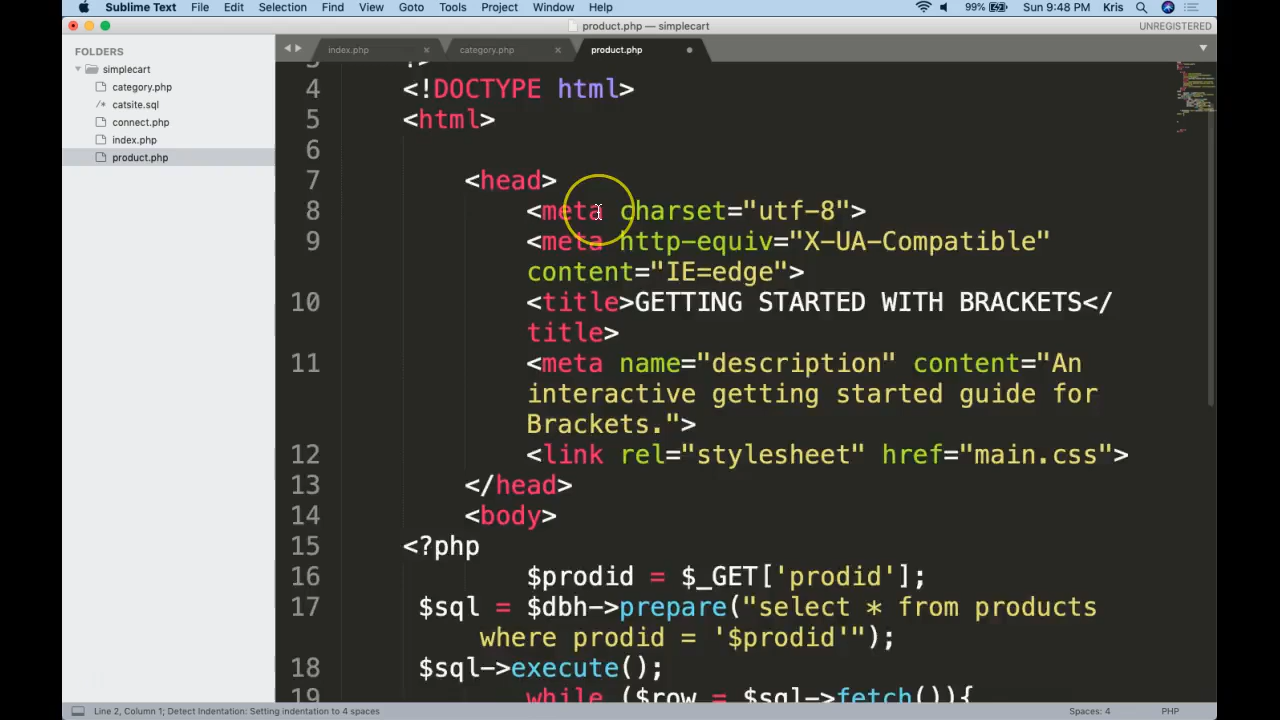 Sublime Text File Edit Selection Find View Goto Tools Project Window Help 99% Sun 9:48 PM Kris
product.php — simplecart UNREGISTERED
FOLDERS
simplecart
category.php
/* catsite.sql
connect.php
index.php
product.php
index.php × category.php × product.php
4 <!DOCTYPE html>
5 <html>
6
7 <head>
8 <meta charset="utf-8">
9 <meta http-equiv="X-UA-Compatible"
content="IE=edge">
10 <title>GETTING STARTED WITH BRACKETS</
title>
11 <meta name="description" content="An
interactive getting started guide for
Brackets.">
12 <link rel="stylesheet" href="main.css">
13 </head>
14 <body>
15 <?php
16 $prodid = $_GET['prodid'];
17 $sql = $dbh->prepare("select * from products
where prodid = '$prodid'");
18 $sql->execute();
19 while ($row = $sql->fetch()){
Line 2, Column 1; Detect Indentation: Setting indentation to 4 spaces Spaces: 4 PHP